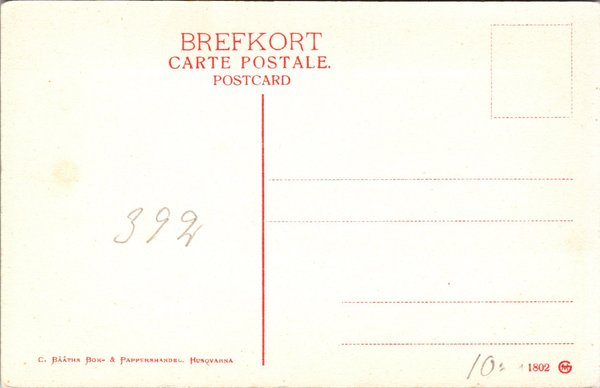 BREFKORT
CARTE POSTALE.
POSTCARD
392
C. BÅÅTHS BOK- & PAPPERSHANDEL, HUSQVARNA
10:
1802